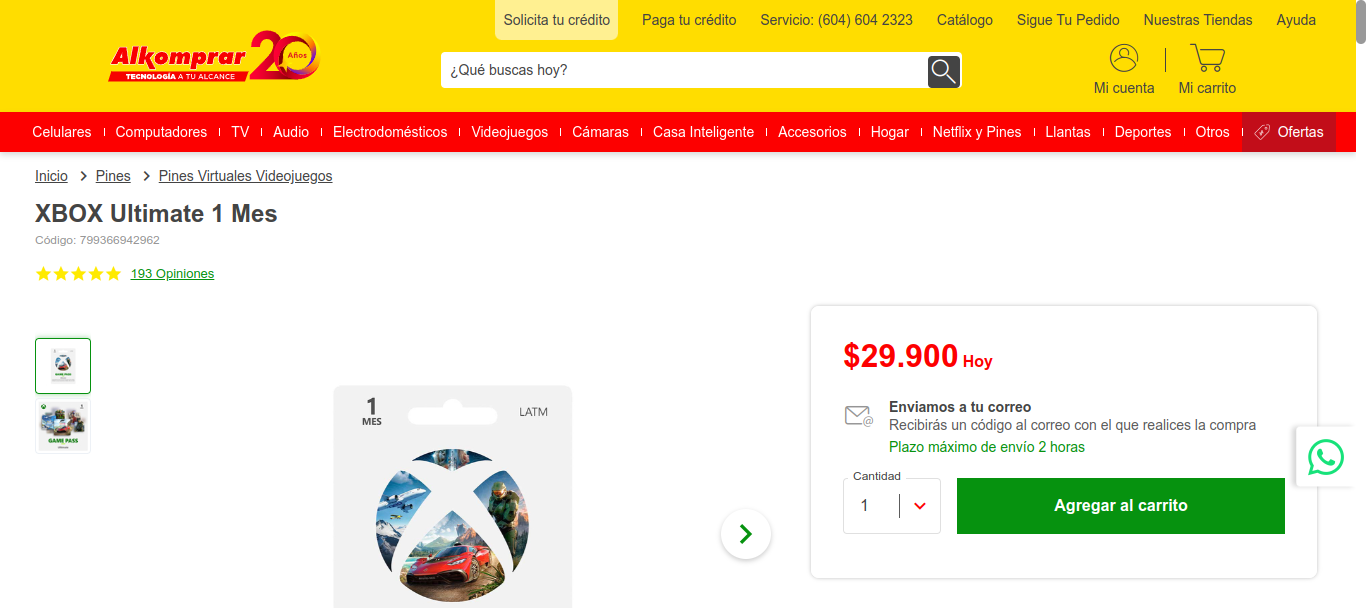 Solicita tu crédito Paga tu crédito Servicio: (604) 604 2323 Catálogo Sigue Tu Pedido Nuestras Tiendas Ayuda
Alkomprar 20 Años
TECNOLOGÍA A TU ALCANCE
¿Qué buscas hoy?
Mi cuenta Mi carrito
Celulares Computadores TV Audio Electrodomésticos Videojuegos Cámaras Casa Inteligente Accesorios Hogar Netflix y Pines Llantas Deportes Otros Ofertas
Inicio Pines Pines Virtuales Videojuegos
XBOX Ultimate 1 Mes
Código: 799366942962
193 Opiniones
GAME PASS
GAME PASS
1
MES
LATM
$29.900 Hoy
Enviamos a tu correo
Recibirás un código al correo con el que realices la compra
Plazo máximo de envío 2 horas
Cantidad
1
Agregar al carrito